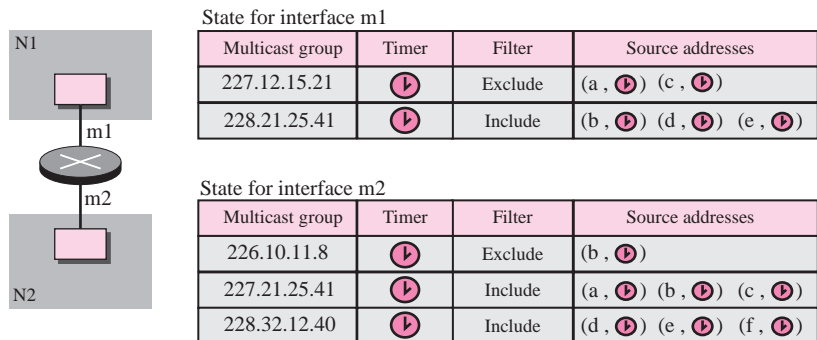 State for interface m1
N1
m1
m2
N2
Multicast group Timer Filter Source addresses
227.12.15.21 Exclude (a , ) (c , )
228.21.25.41 Include (b , ) (d , ) (e , )
State for interface m2
Multicast group Timer Filter Source addresses
226.10.11.8 Exclude (b , )
227.21.25.41 Include (a , ) (b , ) (c , )
228.32.12.40 Include (d , ) (e , ) (f , )